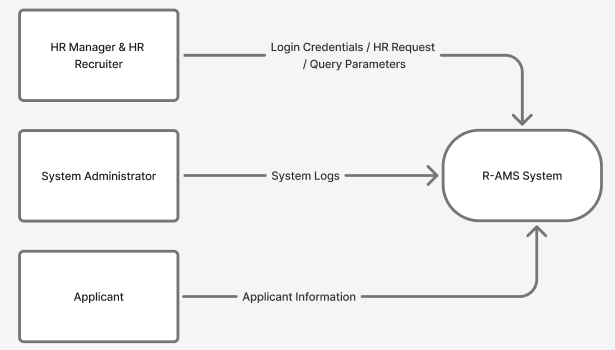 HR Manager & HR
Recruiter
Login Credentials / HR Request
/ Query Parameters
System Administrator
System Logs
R-AMS System
Applicant
Applicant Information